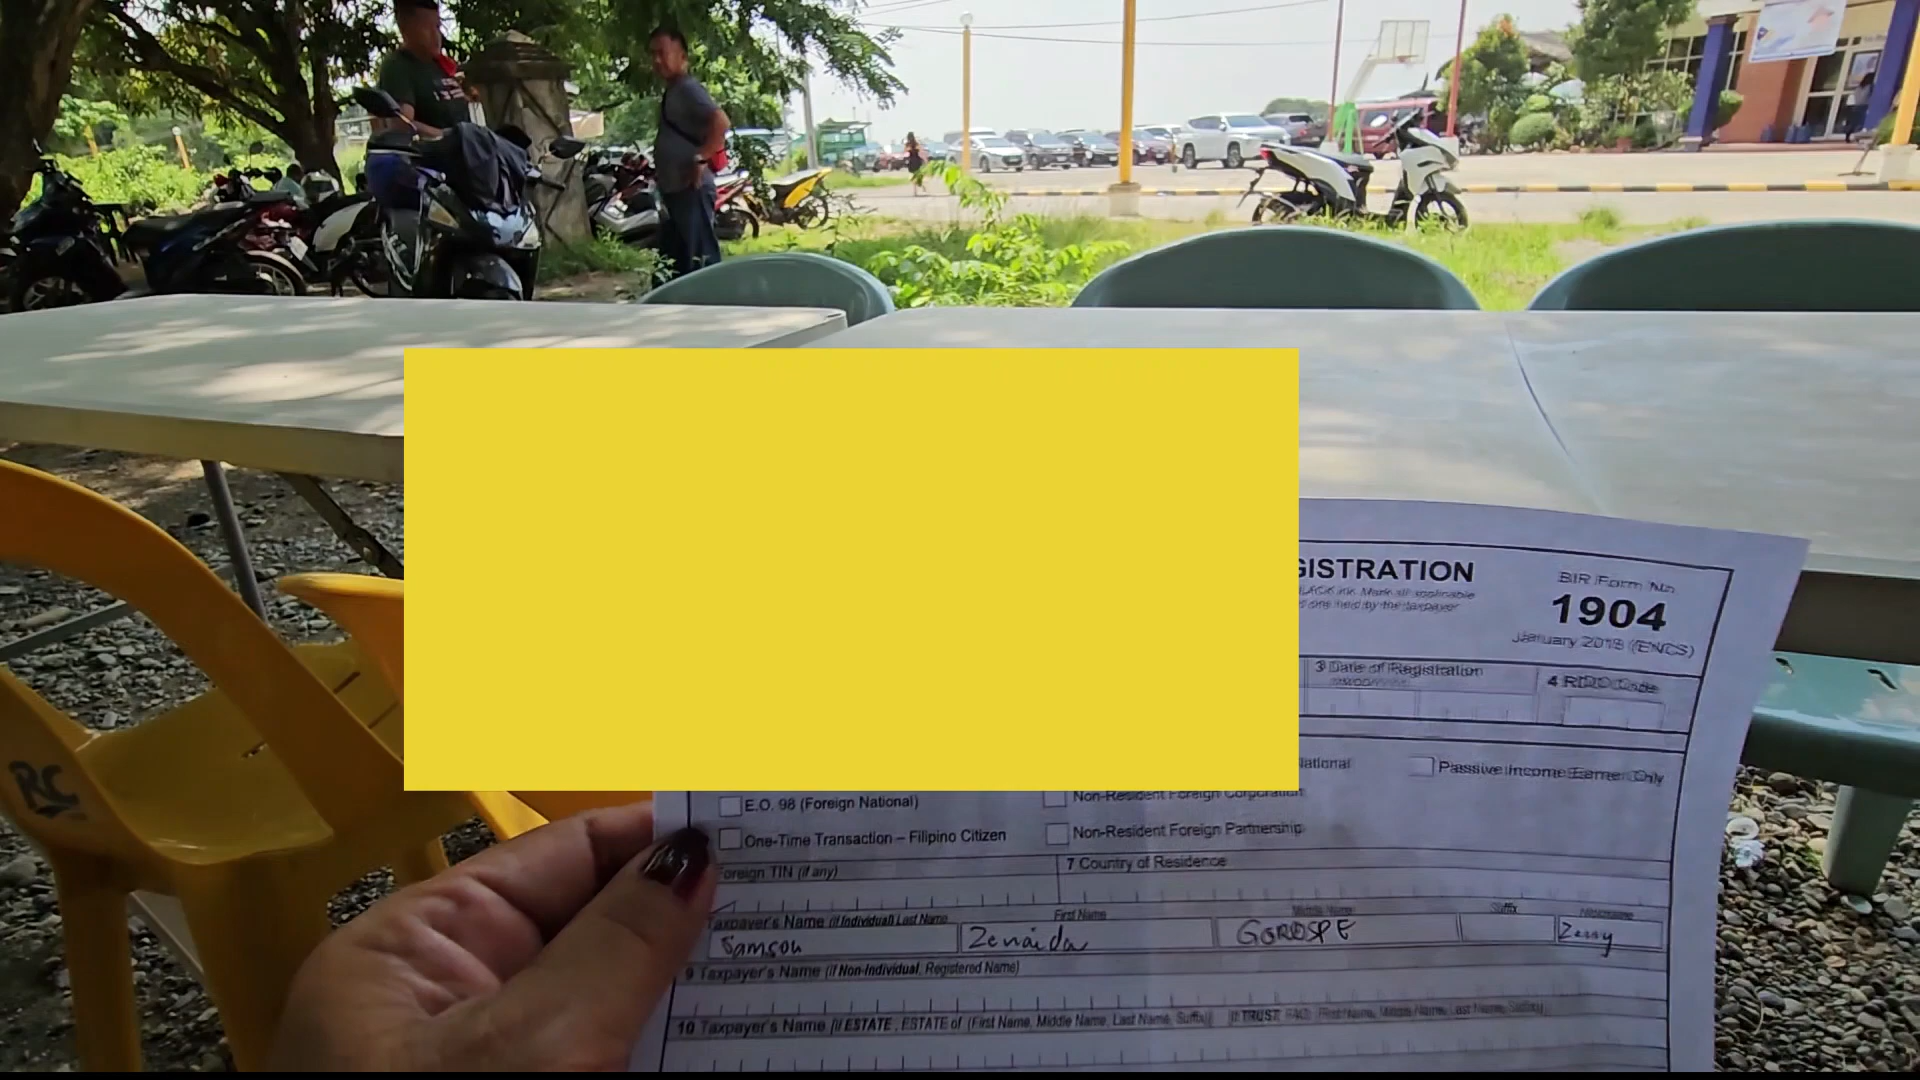 GISTRATION
BIR Form No.
1904
January 2018 (ENCS)
3 Date of Registration
4 RDO Code
National
Passive Income Earner Only
E.O. 98 (Foreign National)
Non-Resident Foreign Corporation
One-Time Transaction – Filipino Citizen
Non-Resident Foreign Partnership
Foreign TIN (if any)
7 Country of Residence
Taxpayer's Name (if Individual) Last Name
First Name
Middle Name
Suffix
Nickname
Samson
Zenaida
GOROSPE
Zenny
9 Taxpayer's Name (if Non-Individual, Registered Name)
10 Taxpayer's Name (if ESTATE, ESTATE of (First Name, Middle Name, Last Name, Suffix)
RC